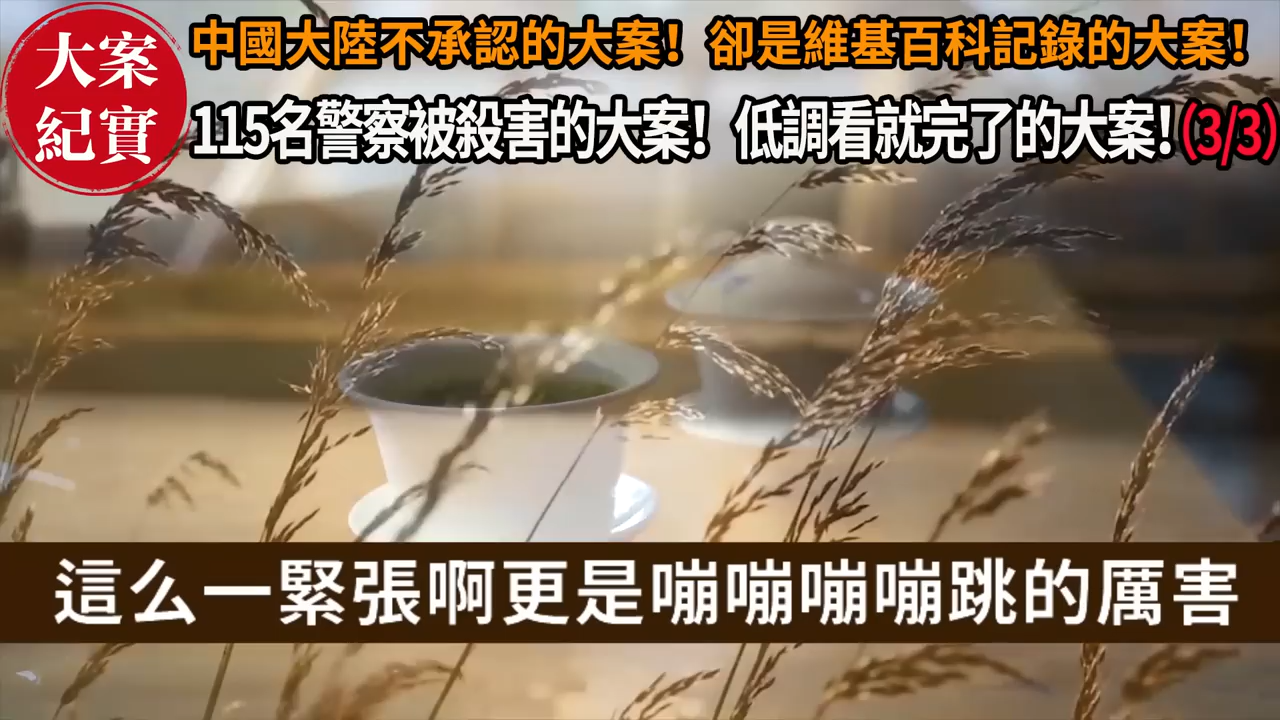 大案
紀實
中國大陸不承認的大案！卻是維基百科記錄的大案！
115名警察被殺害的大案！低調看就完了的大案！(3/3)
這么一緊張啊更是嘣嘣嘣嘣跳的厲害